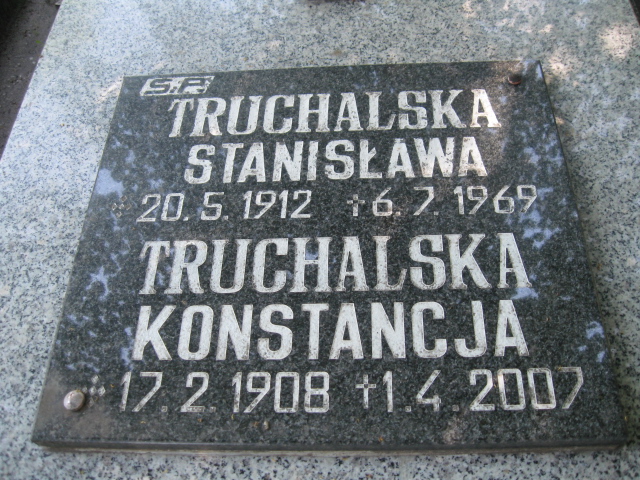 Ś.P.
TRUCHALSKA
STANISŁAWA
* 20. 5. 1912 † 6. 7. 1969
TRUCHALSKA
KONSTANCJA
* 17. 2. 1908 † 1. 4. 2007